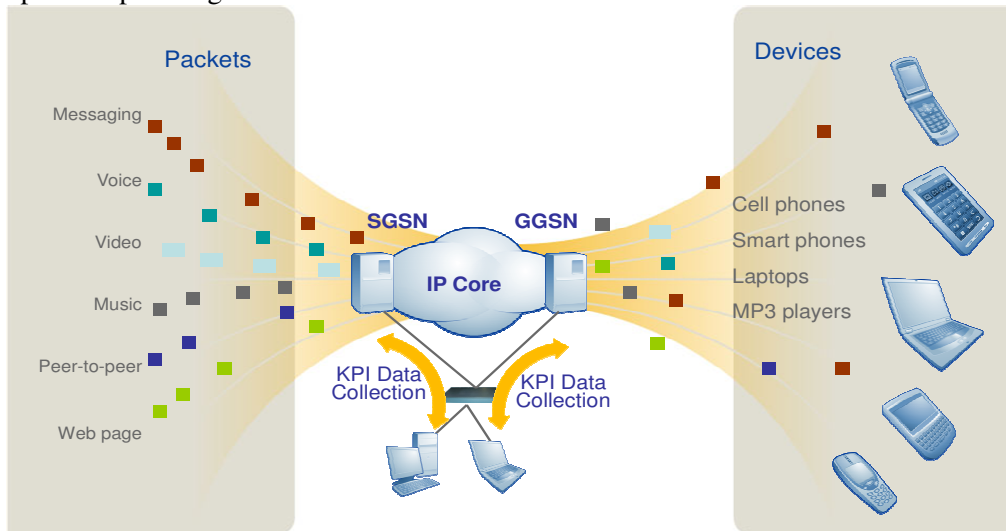 Packets
Devices
Messaging
Voice
Video
Music
Peer-to-peer
Web page
SGSN
GGSN
IP Core
KPI Data
Collection
KPI Data
Collection
Cell phones
Smart phones
Laptops
MP3 players